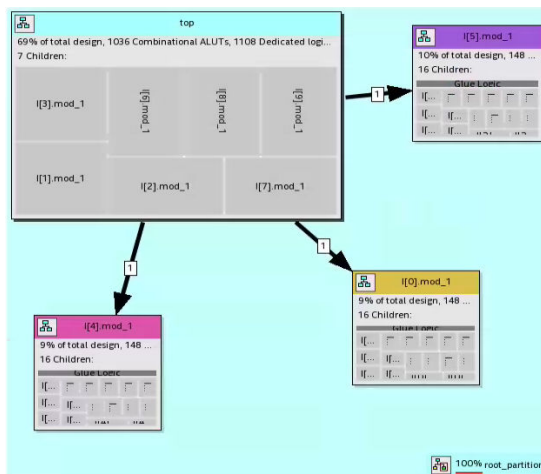 top
69% of total design, 1036 Combinational ALUTs, 1108 Dedicated logi...
7 Children:
I[3].mod_1
I[6].mod_1
I[8].mod_1
I[9].mod_1
I[1].mod_1
I[2].mod_1
I[7].mod_1
1
I[5].mod_1
10% of total design, 148 ...
16 Children:
Glue Logic
I[...
I[... I[...
I[... I[...
1
1
I[0].mod_1
9% of total design, 148 ...
16 Children:
Glue Logic
I[...
I[... I[...
I[... I[...
I[4].mod_1
9% of total design, 148 ...
16 Children:
Glue Logic
I[...
I[... I[...
I[... I[...
100% root_partition